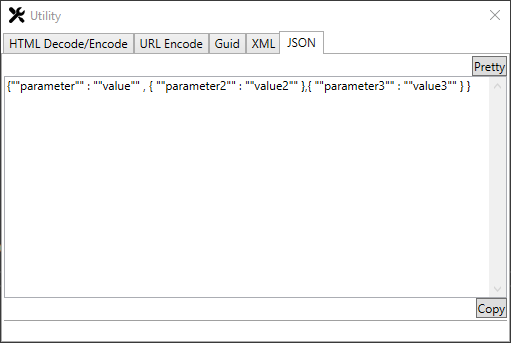 Utility
HTML Decode/Encode URL Encode Guid XML JSON
Pretty
{""parameter"" : ""value"" , { ""parameter2"" : ""value2"" },{ ""parameter3"" : ""value3"" } }
Copy